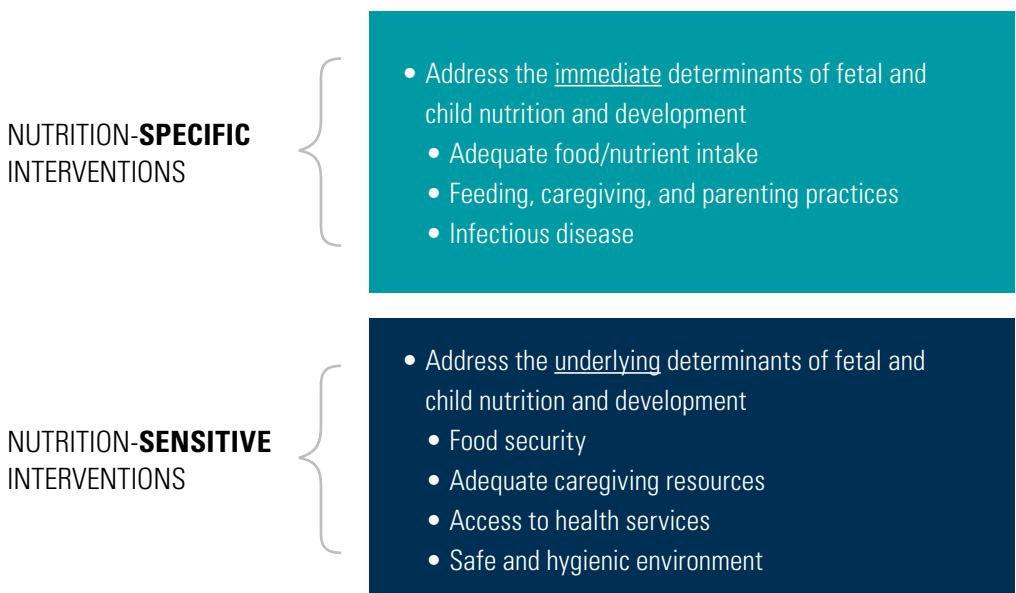 NUTRITION-SPECIFIC
INTERVENTIONS
• Address the immediate determinants of fetal and
child nutrition and development
• Adequate food/nutrient intake
• Feeding, caregiving, and parenting practices
• Infectious disease
NUTRITION-SENSITIVE
INTERVENTIONS
• Address the underlying determinants of fetal and
child nutrition and development
• Food security
• Adequate caregiving resources
• Access to health services
• Safe and hygienic environment